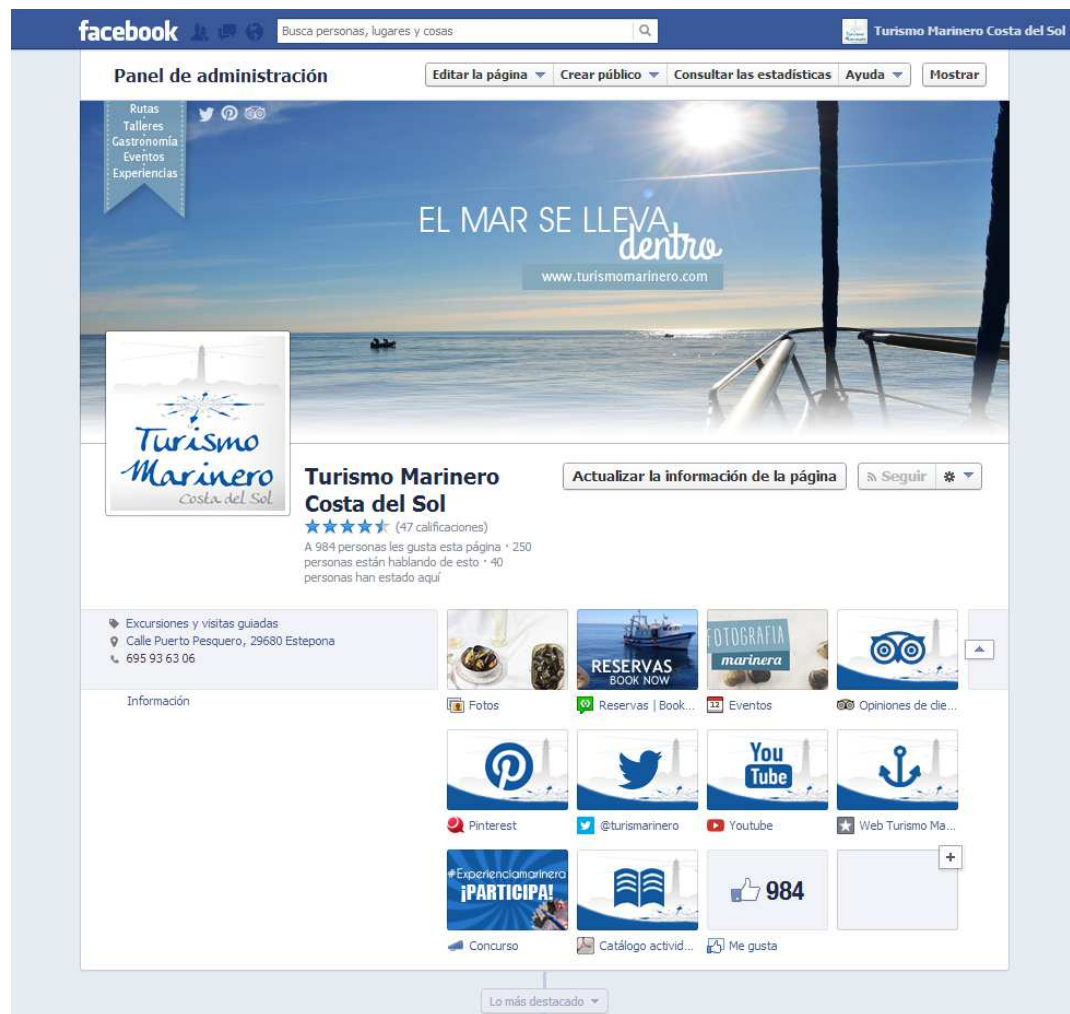 facebook
Busca personas, lugares y cosas
Turismo Marinero Costa del Sol
Panel de administración
Editar la página
Crear público
Consultar las estadísticas
Ayuda
Mostrar
Rutas
Talleres
Gastronomía
Eventos
Experiencias
EL MAR SE LLEVA
dentro
www.turismomarinero.com
Turismo
Marinero
Costa del Sol
Turismo Marinero
Costa del Sol
(47 calificaciones)
A 984 personas les gusta esta página · 250
personas están hablando de esto · 40
personas han estado aquí
Actualizar la información de la página
Seguir
Excursiones y visitas guiadas
Calle Puerto Pesquero, 29680 Estepona
695 93 63 06
Información
RESERVAS
BOOK NOW
FOTOGRAFIA
marinera
Fotos
Reservas | Book...
12 Eventos
Opiniones de clie...
You
Tube
Pinterest
@turismarinero
Youtube
Web Turismo Ma...
#Experienciamarinera
¡PARTICIPA!
984
Concurso
Catálogo activid...
Me gusta
Lo más destacado